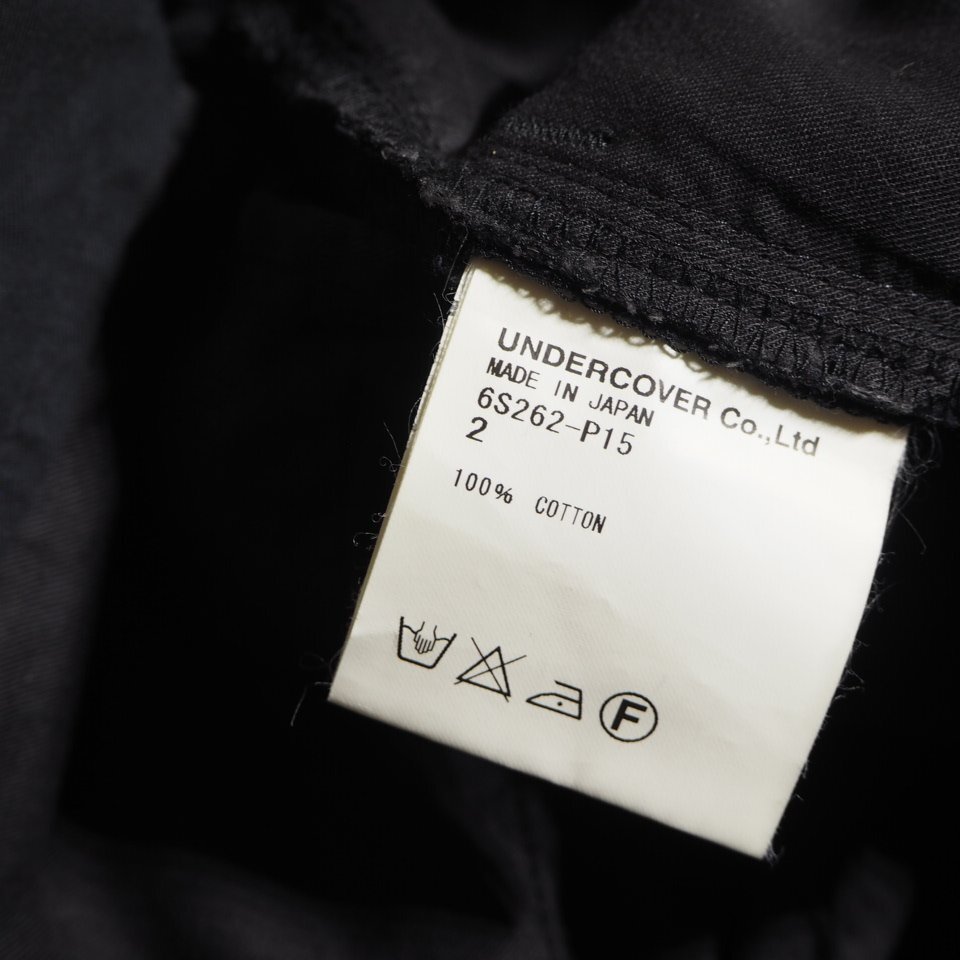 UNDERCOVER Co.,Ltd
MADE IN JAPAN
6S262-P15
2
100% COTTON
F